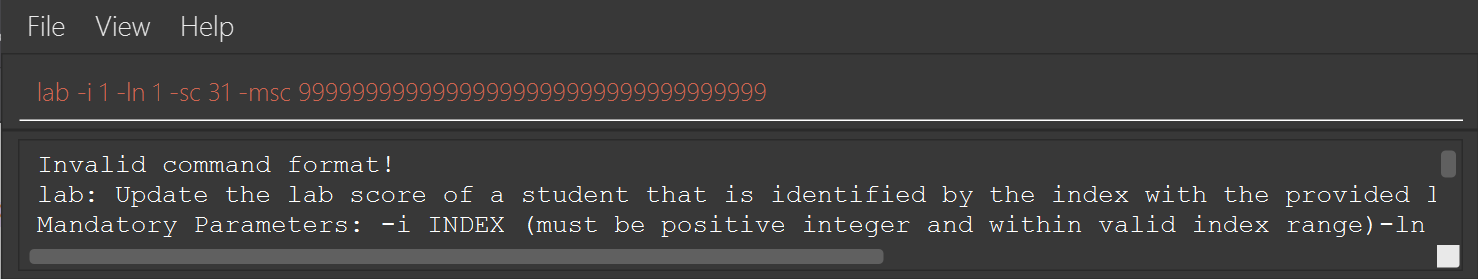 File View Help
lab -i 1 -ln 1 -sc 31 -msc 99999999999999999999999999999999999
Invalid command format!
lab: Update the lab score of a student that is identified by the index with the provided l
Mandatory Parameters: -i INDEX (must be positive integer and within valid index range)-ln